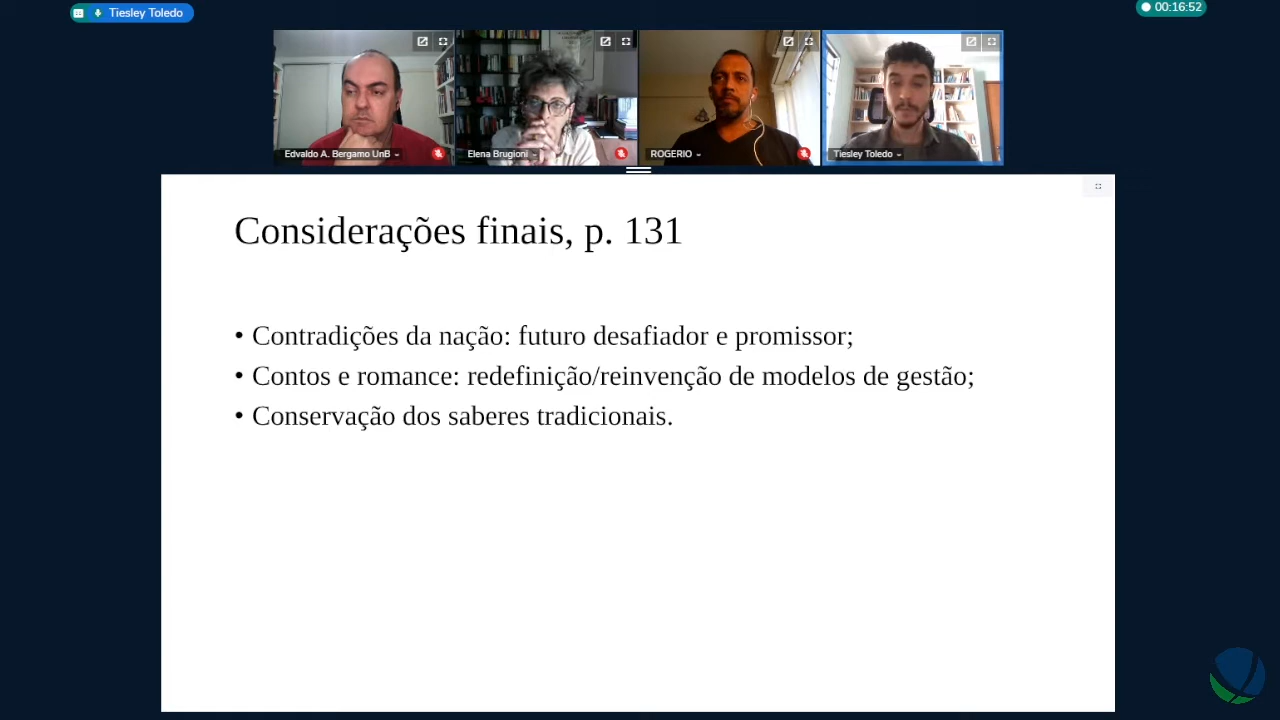 Tiesley Toledo
00:16:52
Edvaldo A. Bergamo UnB
Elena Brugioni
ROGERIO
Tiesley Toledo
Considerações finais, p. 131
• Contradições da nação: futuro desafiador e promissor;
• Contos e romance: redefinição/reinvenção de modelos de gestão;
• Conservação dos saberes tradicionais.